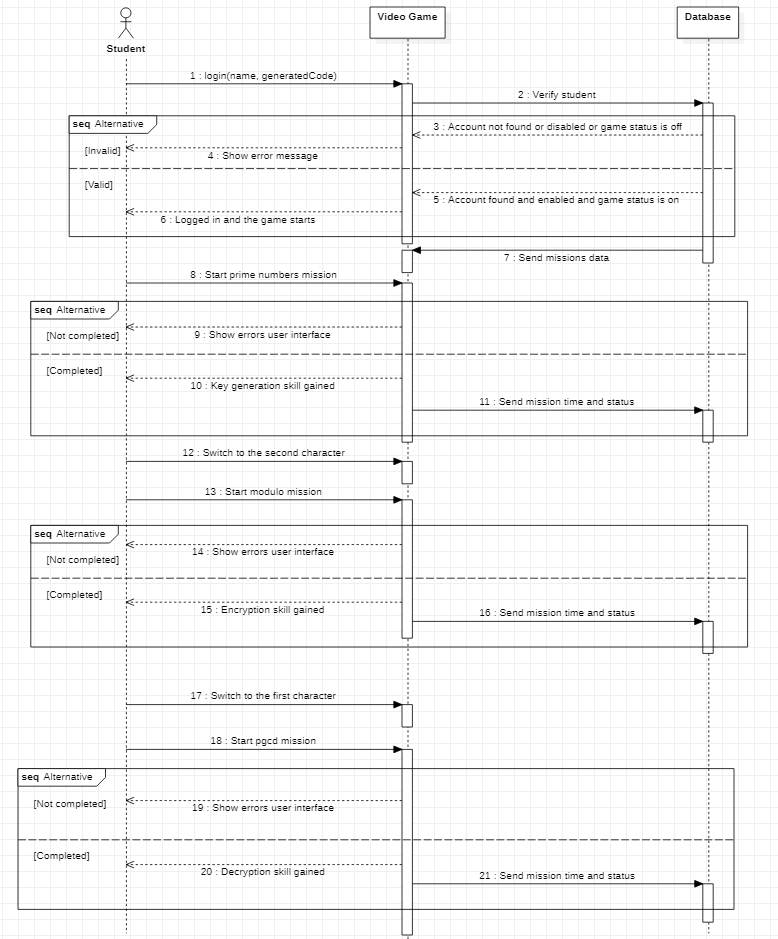 Student
Video Game
Database
1 : login(name, generatedCode)
2 : Verify student
seq Alternative
3 : Account not found or disabled or game status is off
[Invalid]
4 : Show error message
[Valid]
5 : Account found and enabled and game status is on
6 : Logged in and the game starts
7 : Send missions data
8 : Start prime numbers mission
seq Alternative
[Not completed]
9 : Show errors user interface
[Completed]
10 : Key generation skill gained
11 : Send mission time and status
12 : Switch to the second character
13 : Start modulo mission
seq Alternative
14 : Show errors user interface
[Not completed]
[Completed]
15 : Encryption skill gained
16 : Send mission time and status
17 : Switch to the first character
18 : Start pgcd mission
seq Alternative
[Not completed]
19 : Show errors user interface
[Completed]
20 : Decryption skill gained
21 : Send mission time and status